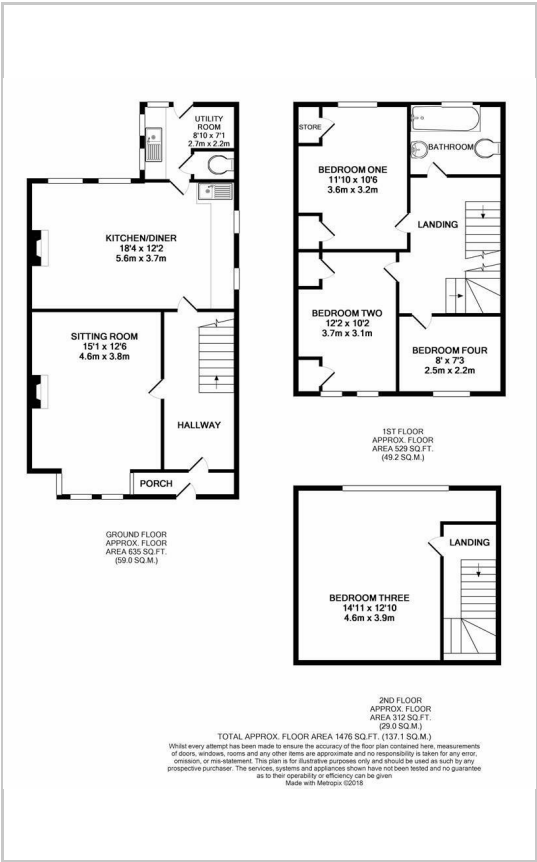 UTILITY
ROOM
8'10 x 7'1
2.7m x 2.2m
KITCHEN/DINER
18'4 x 12'2
5.6m x 3.7m
SITTING ROOM
15'1 x 12'6
4.6m x 3.8m
HALLWAY
PORCH
GROUND FLOOR
APPROX. FLOOR
AREA 635 SQ.FT.
(59.0 SQ.M.)
STORE
BATHROOM
BEDROOM ONE
11'10 x 10'6
3.6m x 3.2m
LANDING
BEDROOM TWO
12'2 x 10'2
3.7m x 3.1m
BEDROOM FOUR
8' x 7'3
2.5m x 2.2m
1ST FLOOR
APPROX. FLOOR
AREA 529 SQ.FT.
(49.2 SQ.M.)
LANDING
BEDROOM THREE
14'11 x 12'10
4.6m x 3.9m
2ND FLOOR
APPROX. FLOOR
AREA 312 SQ.FT.
(29.0 SQ.M.)
TOTAL APPROX. FLOOR AREA 1476 SQ.FT. (137.1 SQ.M.)
Whilst every attempt has been made to ensure the accuracy of the floor plan contained here, measurements
of doors, windows, rooms and any other items are approximate and no responsibility is taken for any error,
omission, or mis-statement. This plan is for illustrative purposes only and should be used as such by any
prospective purchaser. The services, systems and appliances shown have not been tested and no guarantee
as to their operability or efficiency can be given
Made with Metropix ©2018